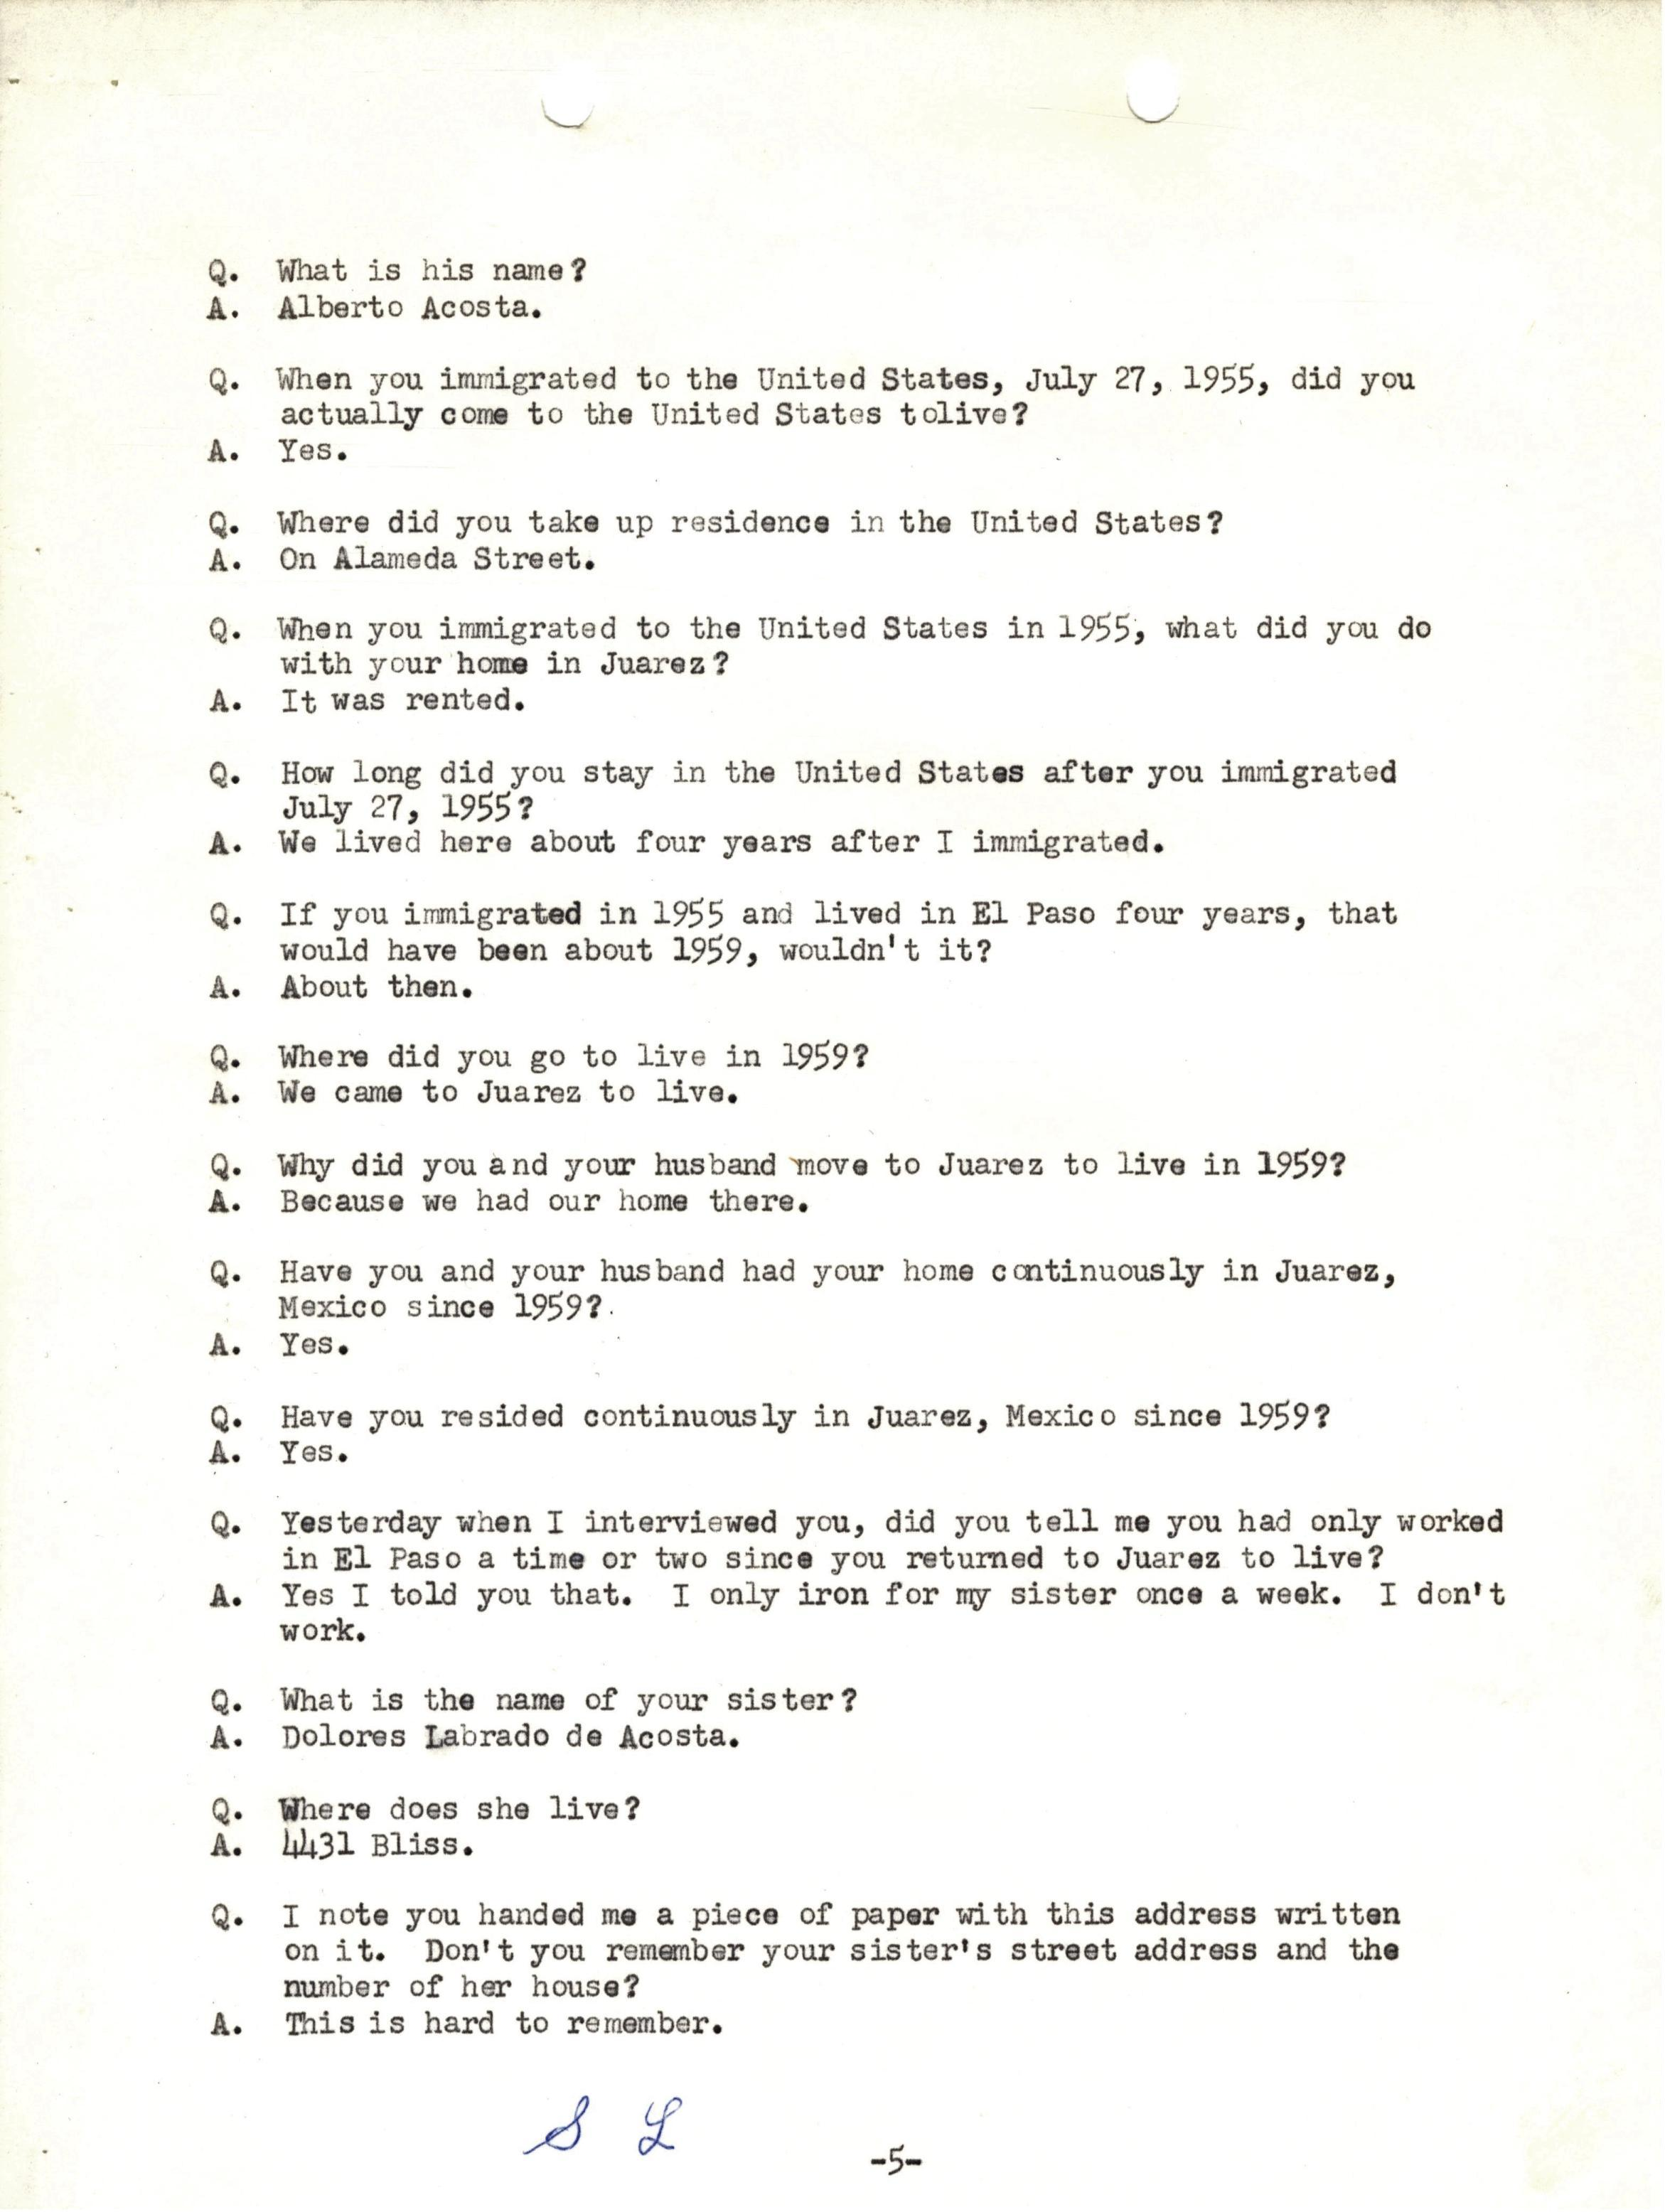 Q. What is his name?
A. Alberto Acosta.
Q. When you immigrated to the United States, July 27, 1955, did you
actually come to the United States tolive?
A. Yes.
Q. Where did you take up residence in the United States?
A. On Alameda Street.
Q. When you immigrated to the United States in 1955, what did you do
with your home in Juarez?
A. It was rented.
Q. How long did you stay in the United States after you immigrated
July 27, 1955?
A. We lived here about four years after I immigrated.
Q. If you immigrated in 1955 and lived in El Paso four years, that
would have been about 1959, wouldn't it?
A. About then.
Q. Where did you go to live in 1959?
A. We came to Juarez to live.
Q. Why did you and your husband move to Juarez to live in 1959?
A. Because we had our home there.
Q. Have you and your husband had your home continuously in Juarez,
Mexico since 1959?
A. Yes.
Q. Have you resided continuously in Juarez, Mexico since 1959?
A. Yes.
Q. Yesterday when I interviewed you, did you tell me you had only worked
in El Paso a time or two since you returned to Juarez to live?
A. Yes I told you that. I only iron for my sister once a week. I don't
work.
Q. What is the name of your sister?
A. Dolores Labrado de Acosta.
Q. Where does she live?
A. 4431 Bliss.
Q. I note you handed me a piece of paper with this address written
on it. Don't you remember your sister's street address and the
number of her house?
A. This is hard to remember.
S L
-5-